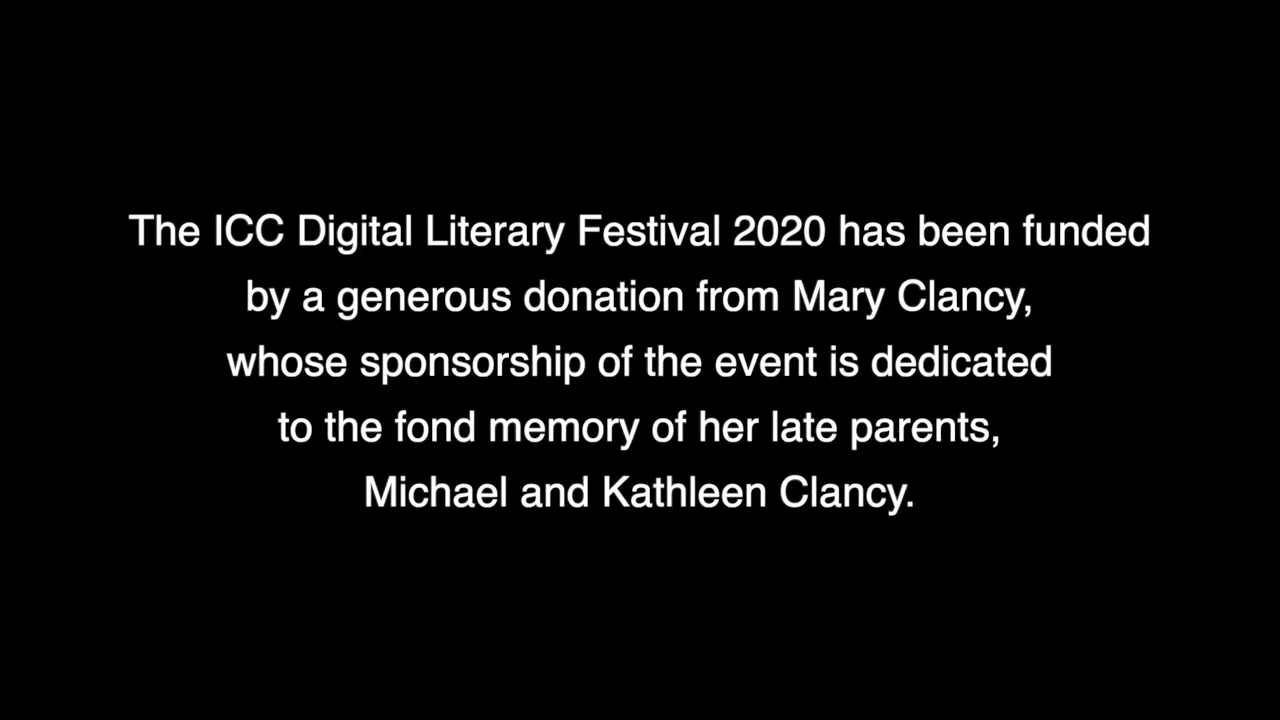 The ICC Digital Literary Festival 2020 has been funded
by a generous donation from Mary Clancy,
whose sponsorship of the event is dedicated
to the fond memory of her late parents,
Michael and Kathleen Clancy.